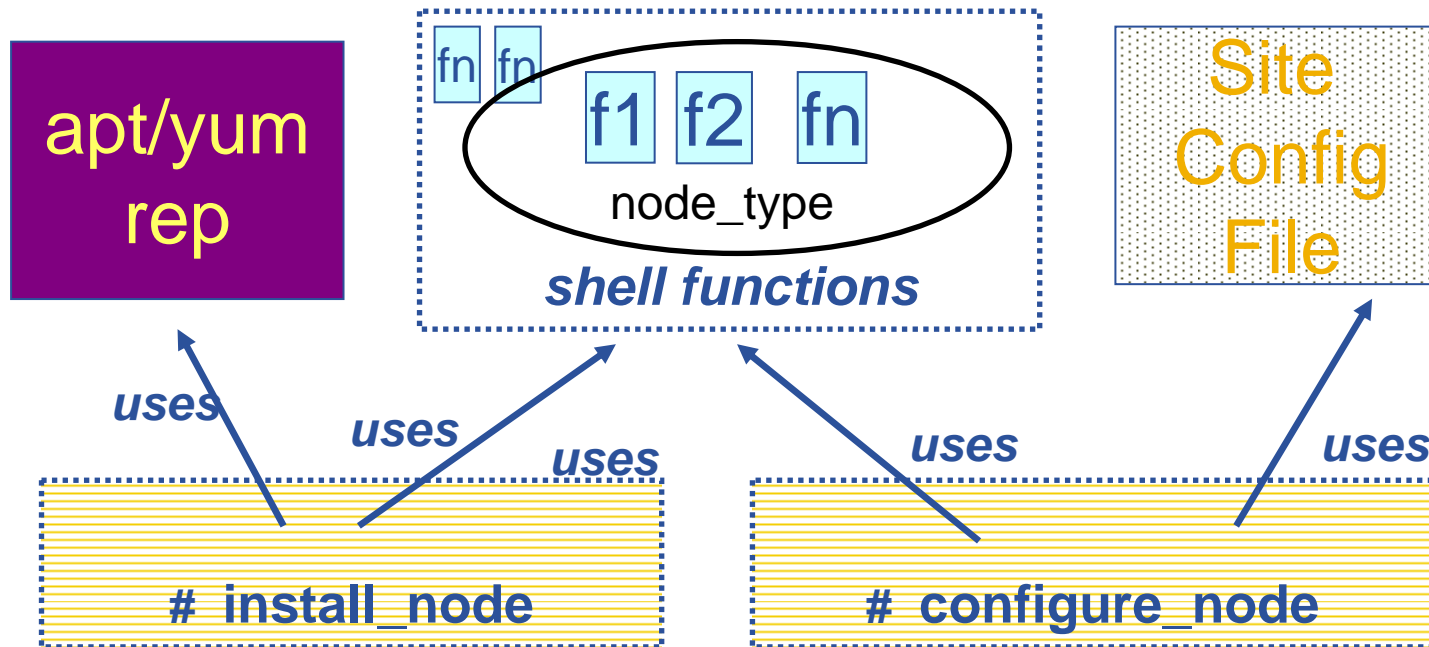 apt/yum
rep
fn fn
f1 f2 fn
node_type
shell functions
Site
Config
File
uses
uses
uses
uses
uses
# install_node
# configure_node